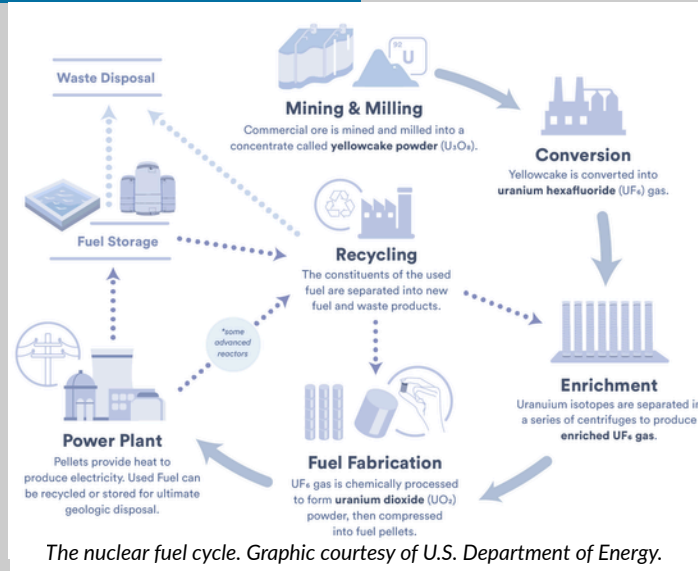 Waste Disposal
92
U
Mining & Milling
Commercial ore is mined and milled into a
concentrate called yellowcake powder (U₃O₈).
Conversion
Yellowcake is converted into
uranium hexafluoride (UF₆) gas.
Fuel Storage
Recycling
The constituents of the used
fuel are separated into new
fuel and waste products.
*some
advanced
reactors
Enrichment
Uranuium isotopes are separated in
a series of centrifuges to produce
enriched UF₆ gas.
Power Plant
Pellets provide heat to
produce electricity. Used Fuel can
be recycled or stored for ultimate
geologic disposal.
Fuel Fabrication
UF₆ gas is chemically processed
to form uranium dioxide (UO₂)
powder, then compressed
into fuel pellets.
The nuclear fuel cycle. Graphic courtesy of U.S. Department of Energy.